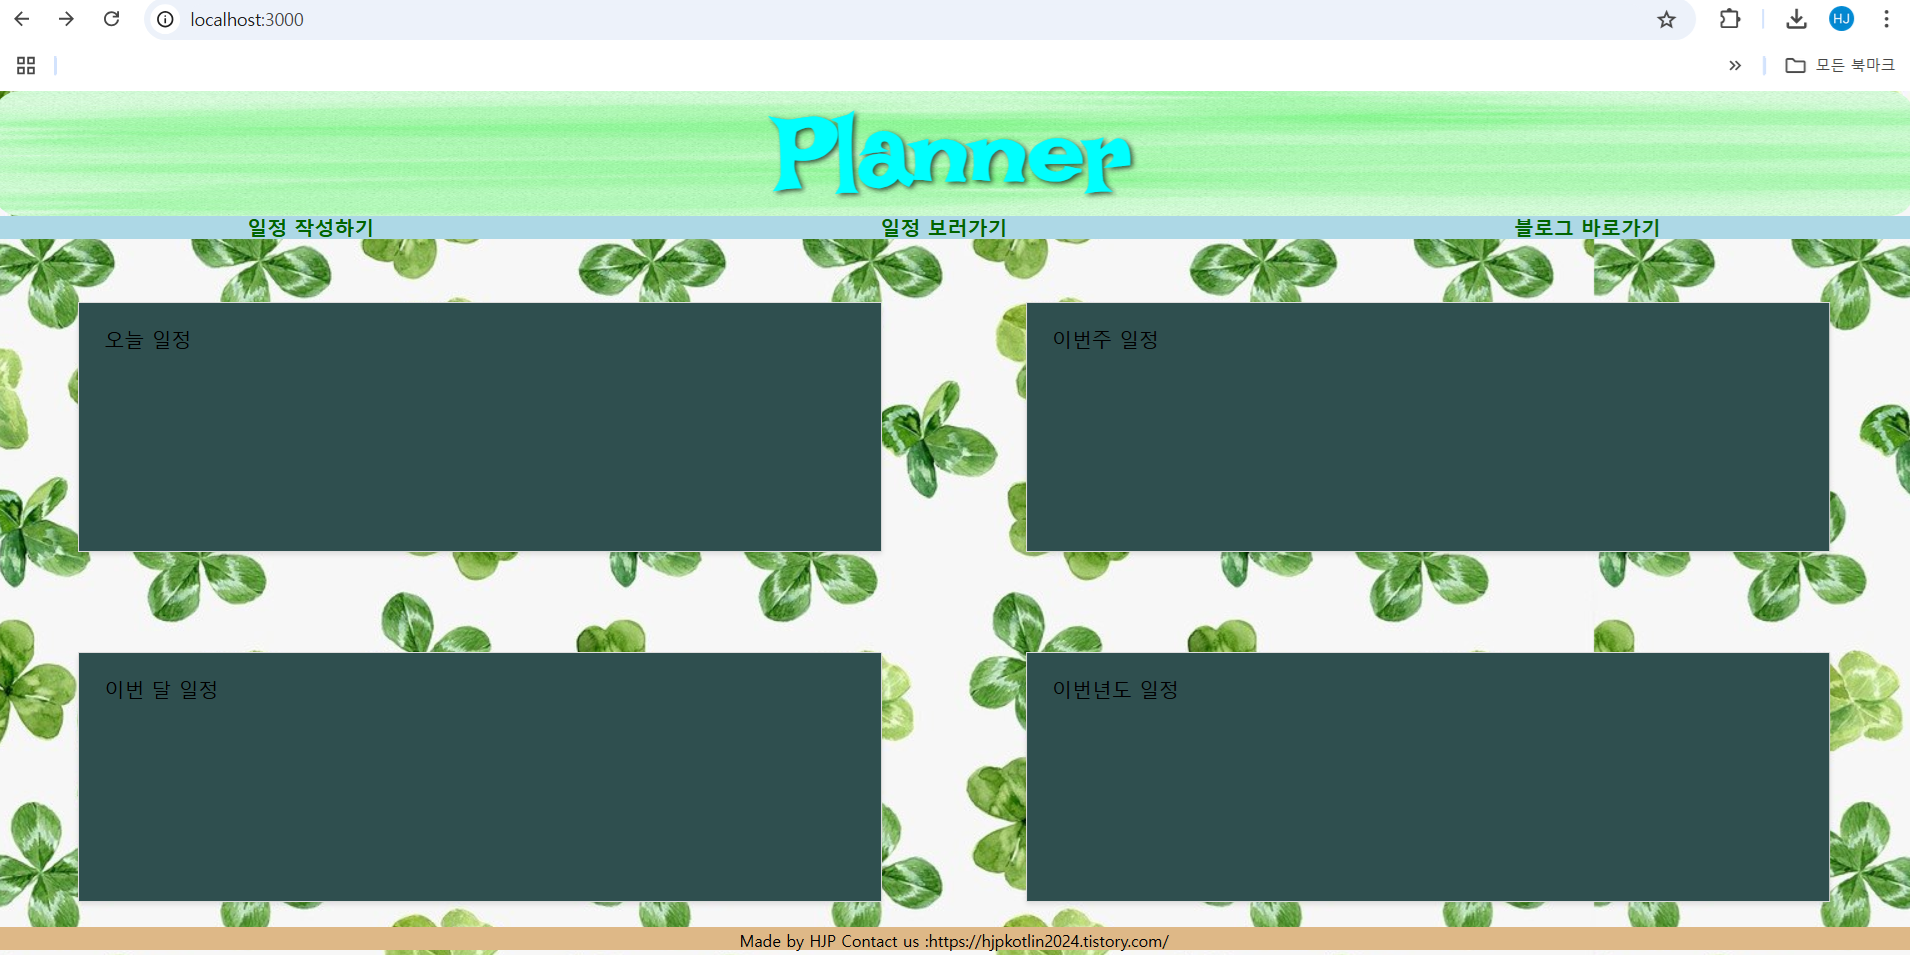 localhost:3000
HJ
모든 북마크
Planner
일정 작성하기 일정 보러가기 블로그 바로가기
오늘 일정
이번주 일정
이번 달 일정
이번년도 일정
Made by HJP Contact us :https://hjpkotlin2024.tistory.com/